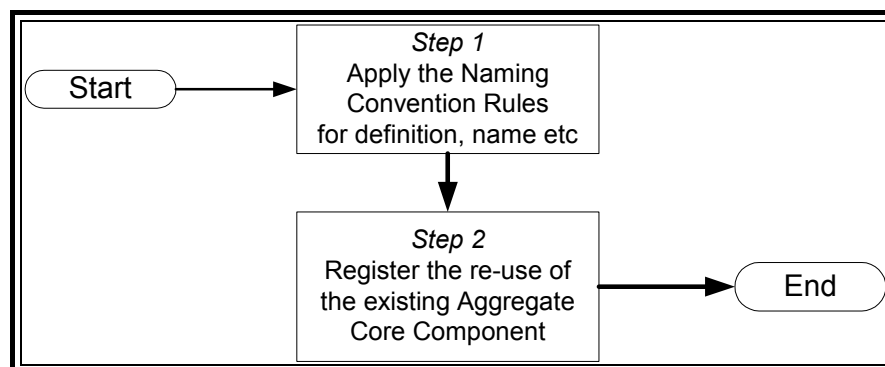 Start
Step 1
Apply the Naming
Convention Rules
for definition, name etc
Step 2
Register the re-use of
the existing Aggregate
Core Component
End